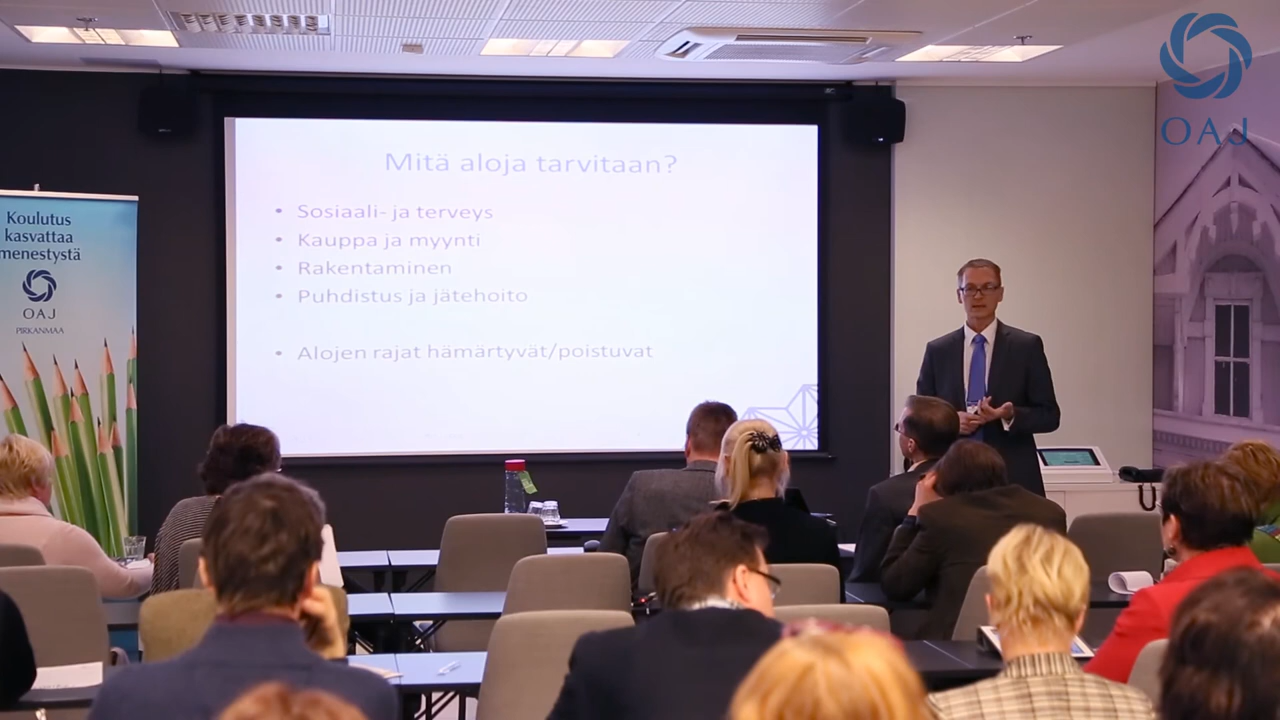 OAJ
Mitä aloja tarvitaan?
• Sosiaali- ja terveys
• Kauppa ja myynti
• Rakentaminen
• Puhdistus ja jätehoito
• Alojen rajat hämärtyvät/poistuvat
Koulutus
kasvattaa
menestystä
OAJ
PIRKANMAA